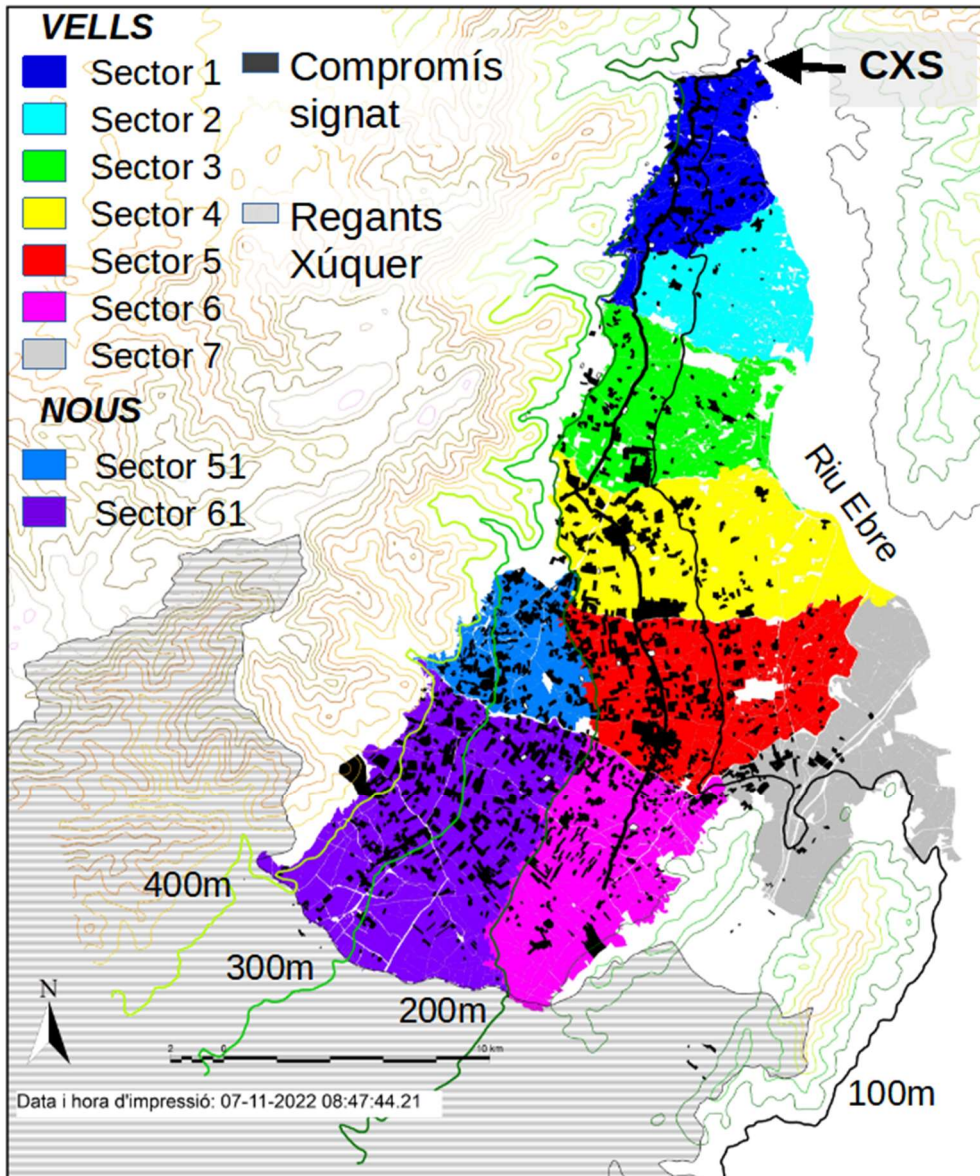 VELLS
Sector 1
Sector 2
Sector 3
Sector 4
Sector 5
Sector 6
Sector 7
NOUS
Sector 51
Sector 61
Compromís
signat
Regants
Xúquer
CXS
Riu Ebre
400m
300m
200m
100m
N
2 0 10 km
Data i hora d'impressió: 07-11-2022 08:47:44.21